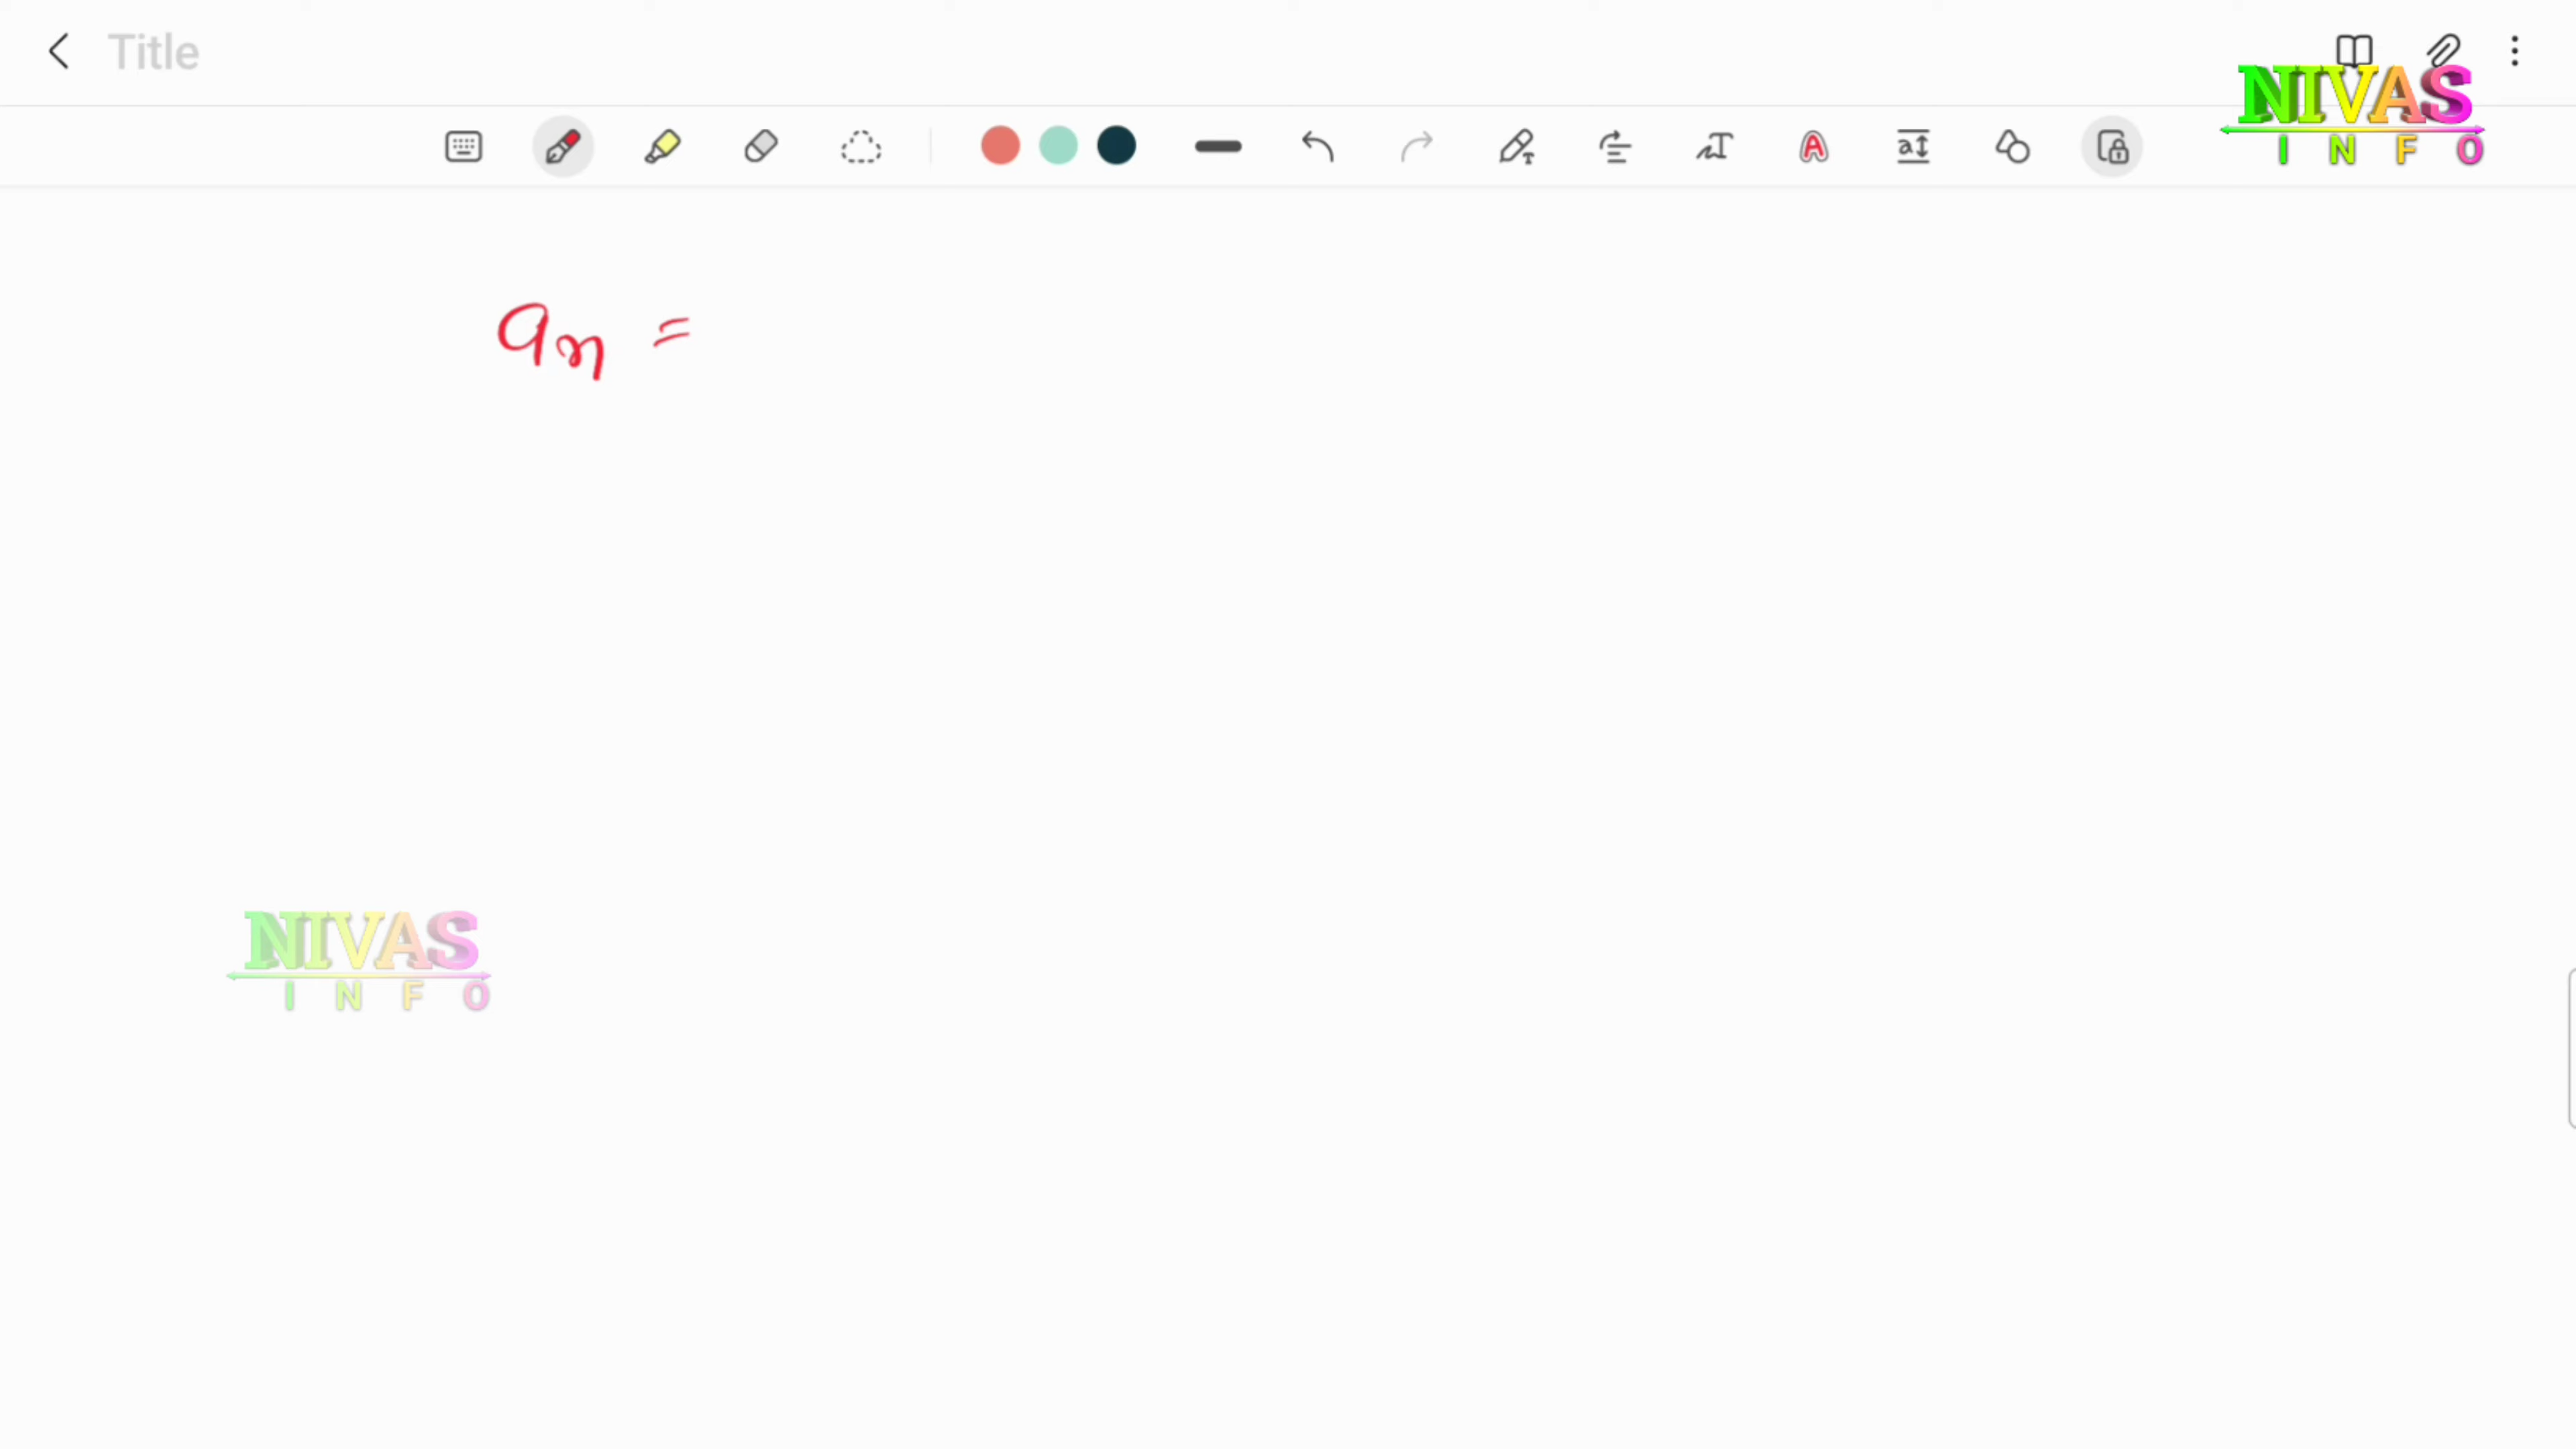 Title
NIVAS
INFO
A
a
aₙ =
NIVAS
INFO